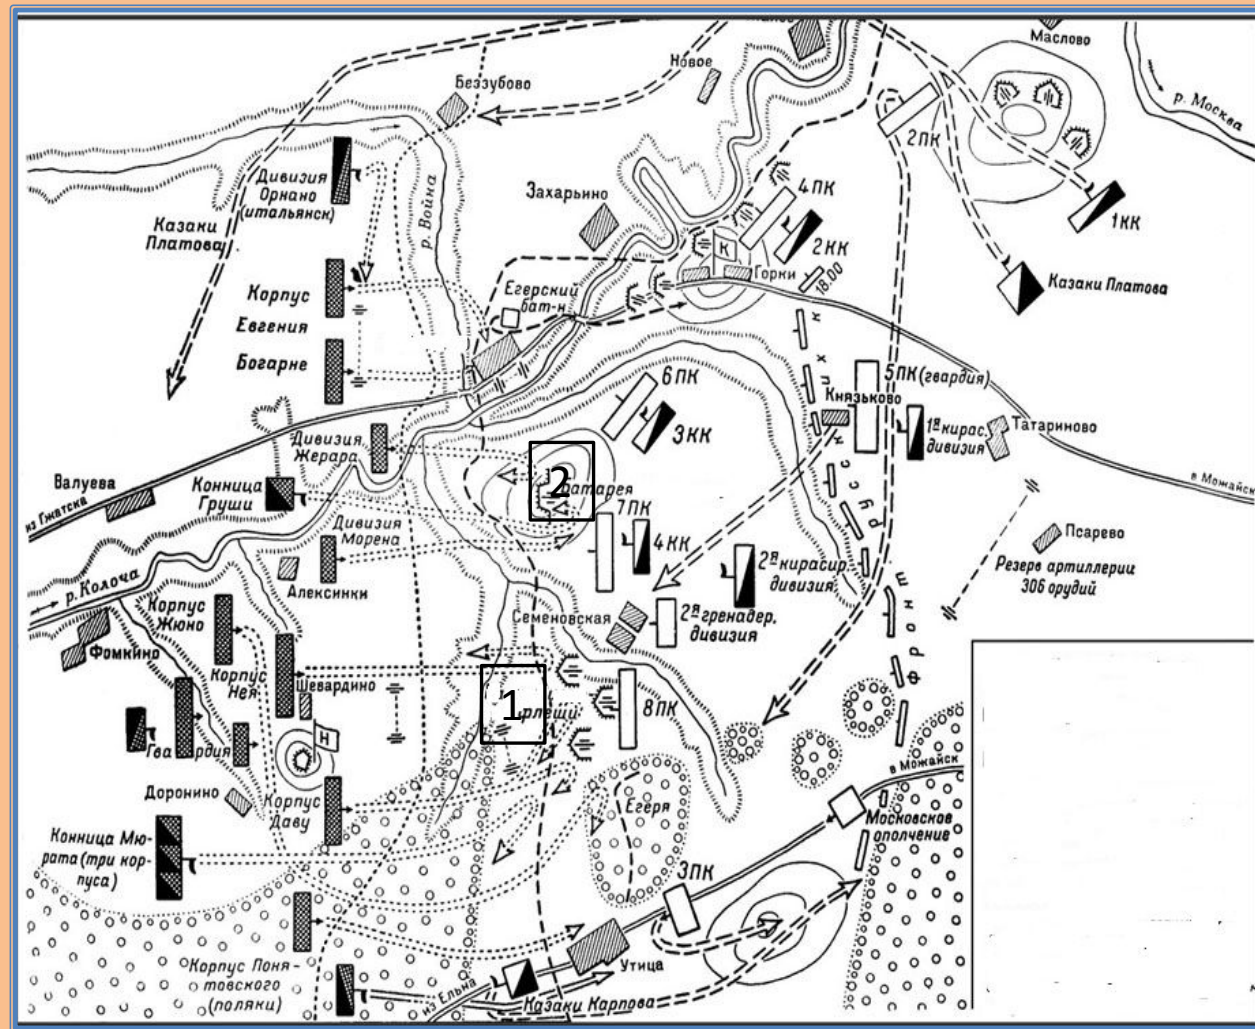 Маслово
Новое
Беззубово
р. Москва
2ПК
Дивизия
Орнано
(итальянск)
Захарьино
4ПК
1КК
Казаки
Платова
р. Война
К
2КК
Горки
18.00
Казаки Платова
Корпус
Евгения
Богарне
Егерский
бат-н
6ПК
5ПК (гвардия)
Князьково
3КК
1я кирас.
дивизия
Татариново
Дивизия
Жерара
Валуева
из Гжатска
Конница
Груши
2
батарея
в Можайск
7ПК
Дивизия
Морена
4КК
Псарево
2я кирасир.
дивизия
Резерв артиллерии
306 орудий
р. Колоча
Алексинки
Корпус
Жюно
Семеновская
2я гренадер.
дивизия
Фомкино
Корпус
Нея
Шевардино
1
8ПК
Фронт русских
Гвардия
Н
в Можайск
Доронино
Корпус
Даву
Егеря
Московское
ополчение
Конница Мю-
рата (три кор-
пуса)
3ПК
Утица
Корпус Поня-
товского
(поляки)
из Ельна
Казаки Карпова